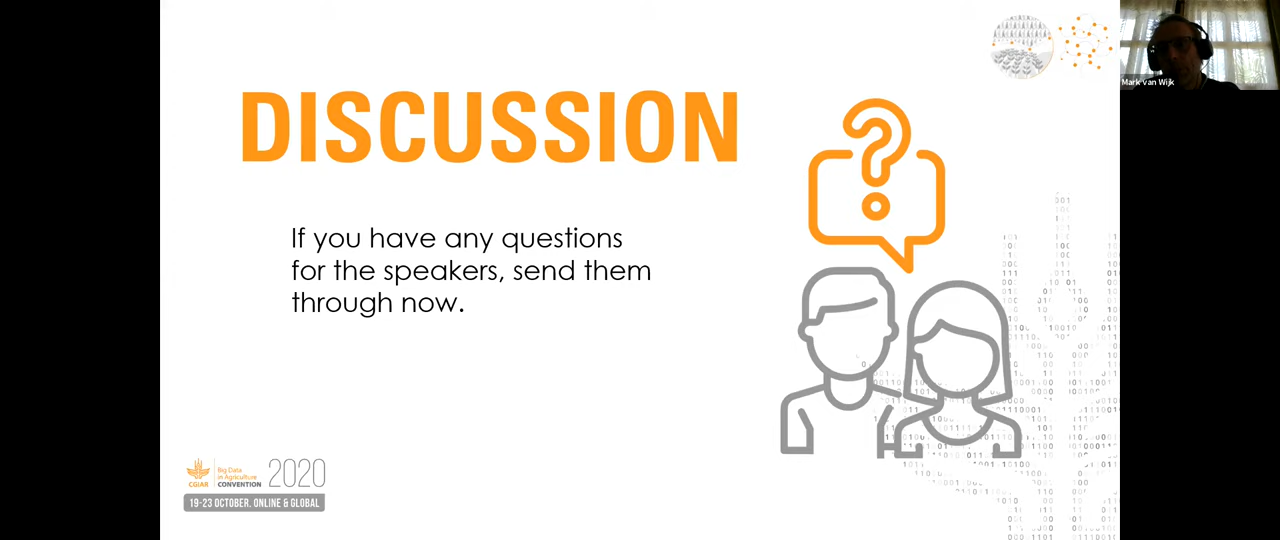 DISCUSSION
If you have any questions
for the speakers, send them
through now.
Mark van Wijk
CGIAR
Big Data
in Agriculture
CONVENTION
2020
19-23 OCTOBER, ONLINE & GLOBAL